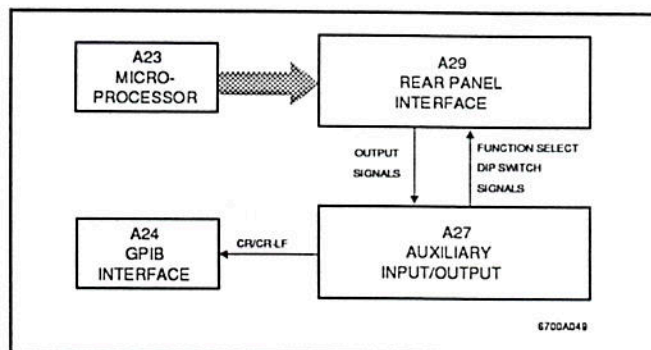 A23
MICRO-
PROCESSOR
A29
REAR PANEL
INTERFACE
OUTPUT
SIGNALS
FUNCTION SELECT
DIP SWITCH
SIGNALS
A24
GPIB
INTERFACE
CR/CR-LF
A27
AUXILIARY
INPUT/OUTPUT
6700A049